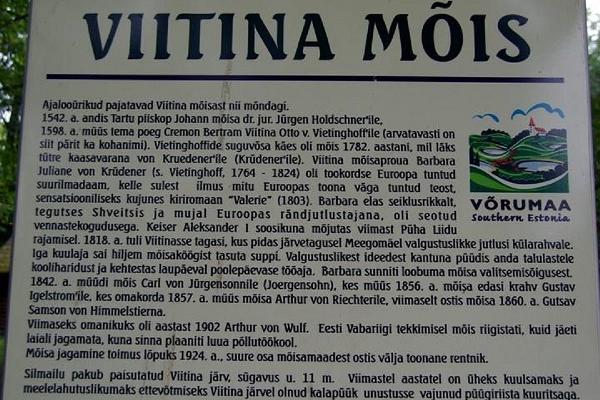 VIITINA MÕIS
Ajalooürikud pajatavad Viitina mõisast nii mõndagi.
1542. a. andis Tartu piiskop Johann mõisa dr. jur. Jürgen Holdschner'ile,
1598. a. müüs tema poeg Cremon Bertram Viitina Otto v. Vietinghoff'ile (arvatavasti on
siit pärit ka kohanimi). Vietinghoffide suguvõsa käes oli mõis 1782. aastani, mil läks
tütre kaasavarana von Kruedener'ile (Krüdener'ile). Viitina mõisaproua Barbara
Juliane von Krüdener (s. Vietinghoff, 1764 - 1824) oli tookordse Euroopa tuntud
suurilmadaam, kelle sulest ilmus mitu Euroopas toona väga tuntud teost,
sensatsiooniliseks kujunes kiriromaan "Valerie" (1803). Barbara elas seiklusrikkalt,
tegutses Shveitsis ja mujal Euroopas rändjutlustajana, oli seotud
vennastekogudusega. Keiser Aleksander I soosikuna mõjutas viimast Püha Liidu
rajamisel. 1818. a. tuli Viitinasse tagasi, kus pidas järvetagusel Meegomäel valgustuslikke jutlusi külarahvale.
Iga kuulaja sai hiljem mõisaköögist tasuta suppi. Valgustuslikest ideedest kantuna püüdis anda talulastele
kooliharidust ja kehtestas laupäeval poolepäevase tööaja. Barbara sunniti loobuma mõisa valitsemisõigusest.
1842. a. müüdi mõis Carl von Jürgensonnile (Joergensohn), kes müüs 1856. a. mõisa edasi krahv Gustav
Igelstrom'ile, kes omakorda 1857. a. müüs mõisa Arthur von Riechterile, viimaselt ostis mõisa 1860. a. Gutsav
Samson von Himmelstierna.
Viimaseks omanikuks oli aastast 1902 Arthur von Wulf. Eesti Vabariigi tekkimisel mõis riigistati, kuid jäeti
laiali jagamata, kuna sinna plaaniti luua põllutöökool.
Mõisa jagamine toimus lõpuks 1924. a., suure osa mõisamaadest ostis välja toonane rentnik.
Silmailu pakub paisutatud Viitina järv, sügavus u. 11 m. Viimastel aastatel on üheks kuulsamaks ja
meelelahutuslikumaks ettevõtmiseks Viitina järvel olnud kalapüük unustusse vajunud püügiriista kuuritsaga.
VÕRUMAA
Southern Estonia